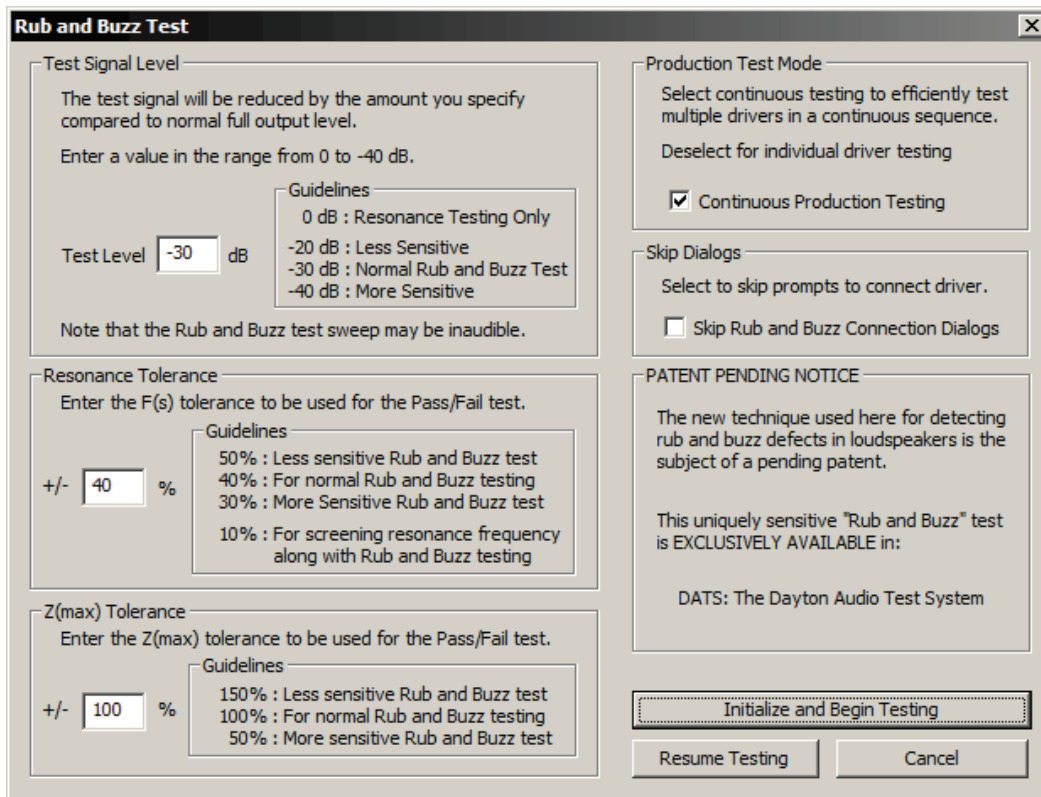 Rub and Buzz Test
Test Signal Level
The test signal will be reduced by the amount you specify
compared to normal full output level.
Enter a value in the range from 0 to -40 dB.
Guidelines
0 dB : Resonance Testing Only
-20 dB : Less Sensitive
-30 dB : Normal Rub and Buzz Test
-40 dB : More Sensitive
Test Level -30 dB
Note that the Rub and Buzz test sweep may be inaudible.
Resonance Tolerance
Enter the F(s) tolerance to be used for the Pass/Fail test.
Guidelines
50% : Less sensitive Rub and Buzz test
40% : For normal Rub and Buzz testing
30% : More Sensitive Rub and Buzz test
10% : For screening resonance frequency
along with Rub and Buzz testing
+/- 40 %
Z(max) Tolerance
Enter the Z(max) tolerance to be used for the Pass/Fail test.
Guidelines
150% : Less sensitive Rub and Buzz test
100% : For normal Rub and Buzz testing
50% : More sensitive Rub and Buzz test
+/- 100 %
Production Test Mode
Select continuous testing to efficiently test
multiple drivers in a continuous sequence.
Deselect for individual driver testing
Continuous Production Testing
Skip Dialogs
Select to skip prompts to connect driver.
Skip Rub and Buzz Connection Dialogs
PATENT PENDING NOTICE
The new technique used here for detecting
rub and buzz defects in loudspeakers is the
subject of a pending patent.
This uniquely sensitive "Rub and Buzz" test
is EXCLUSIVELY AVAILABLE in:
DATS: The Dayton Audio Test System
Initialize and Begin Testing
Resume Testing
Cancel